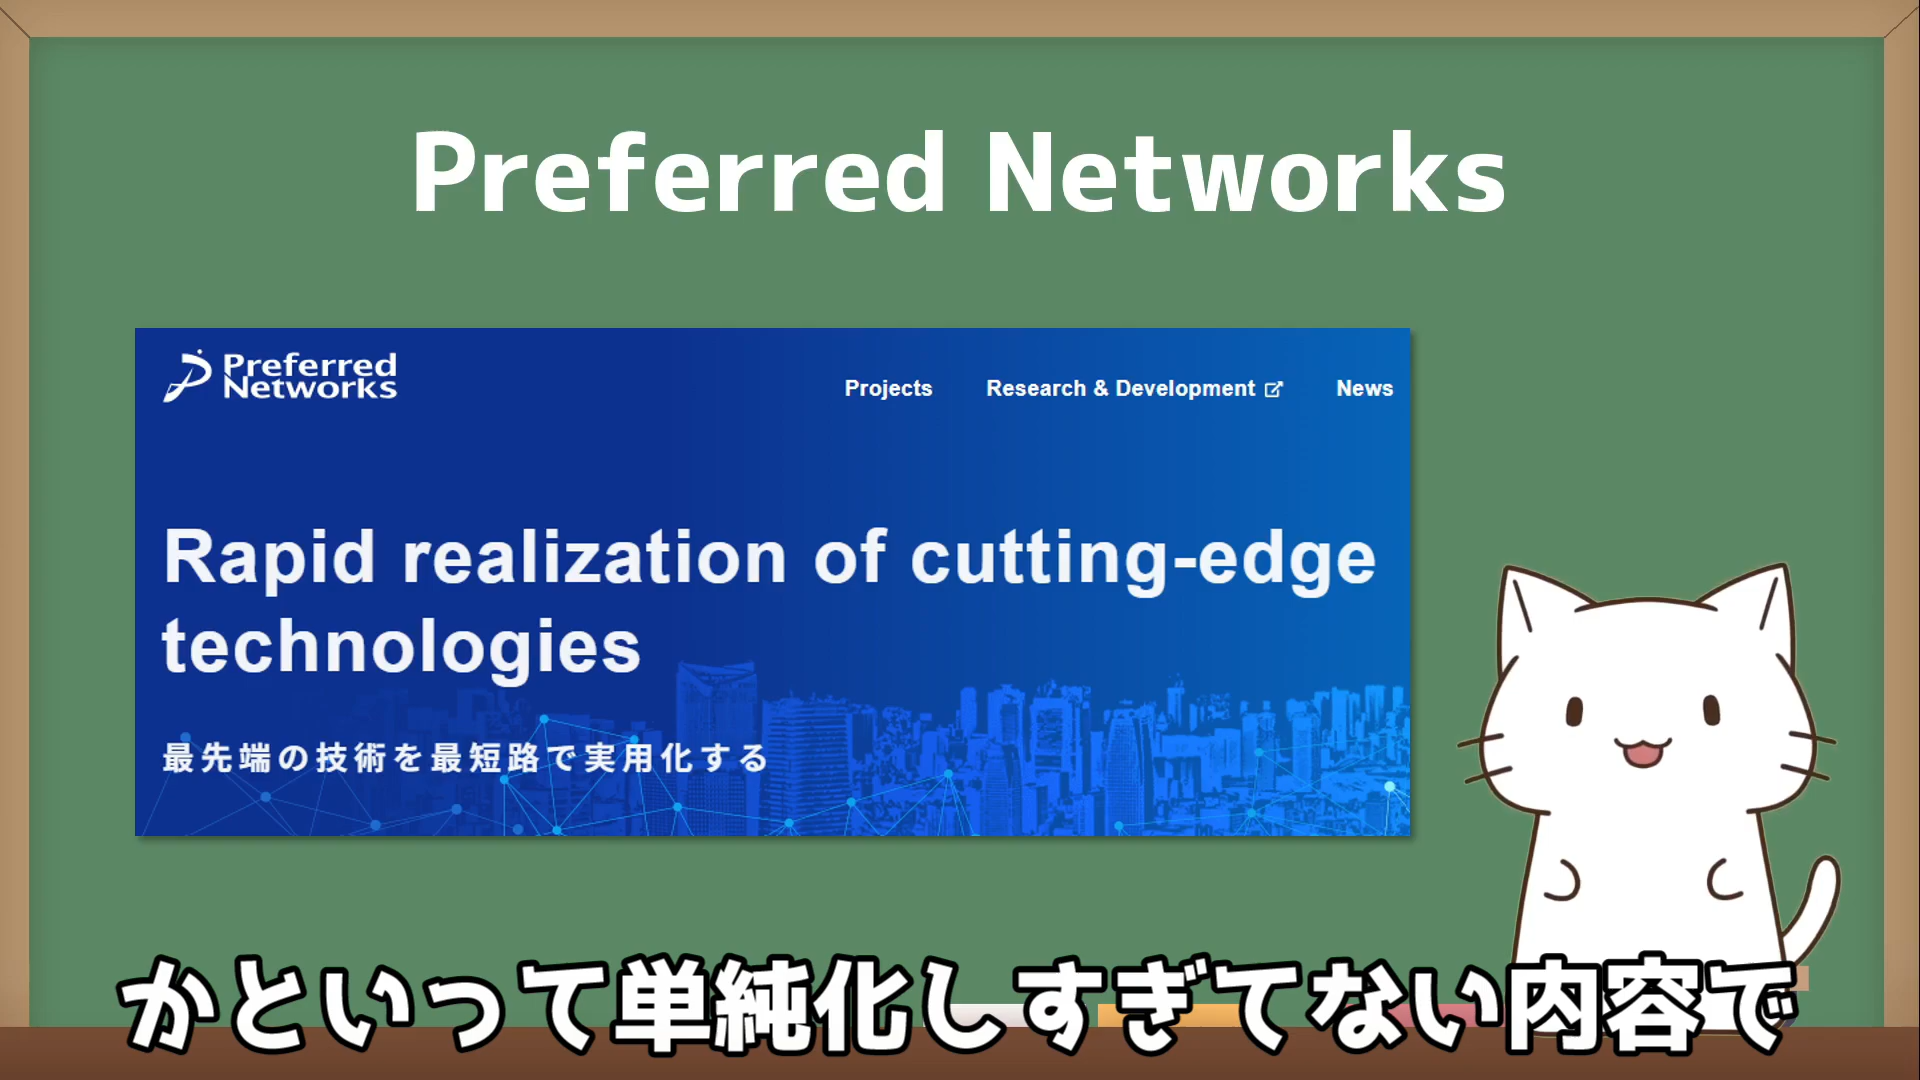 Preferred Networks
Preferred
Networks
Projects Research & Development News
Rapid realization of cutting-edge
technologies
最先端の技術を最短路で実用化する
かといって単純化しすぎてない内容で